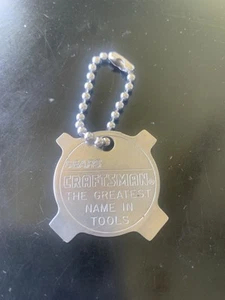 SEARS
CRAFTSMAN
THE GREATEST
NAME IN
TOOLS